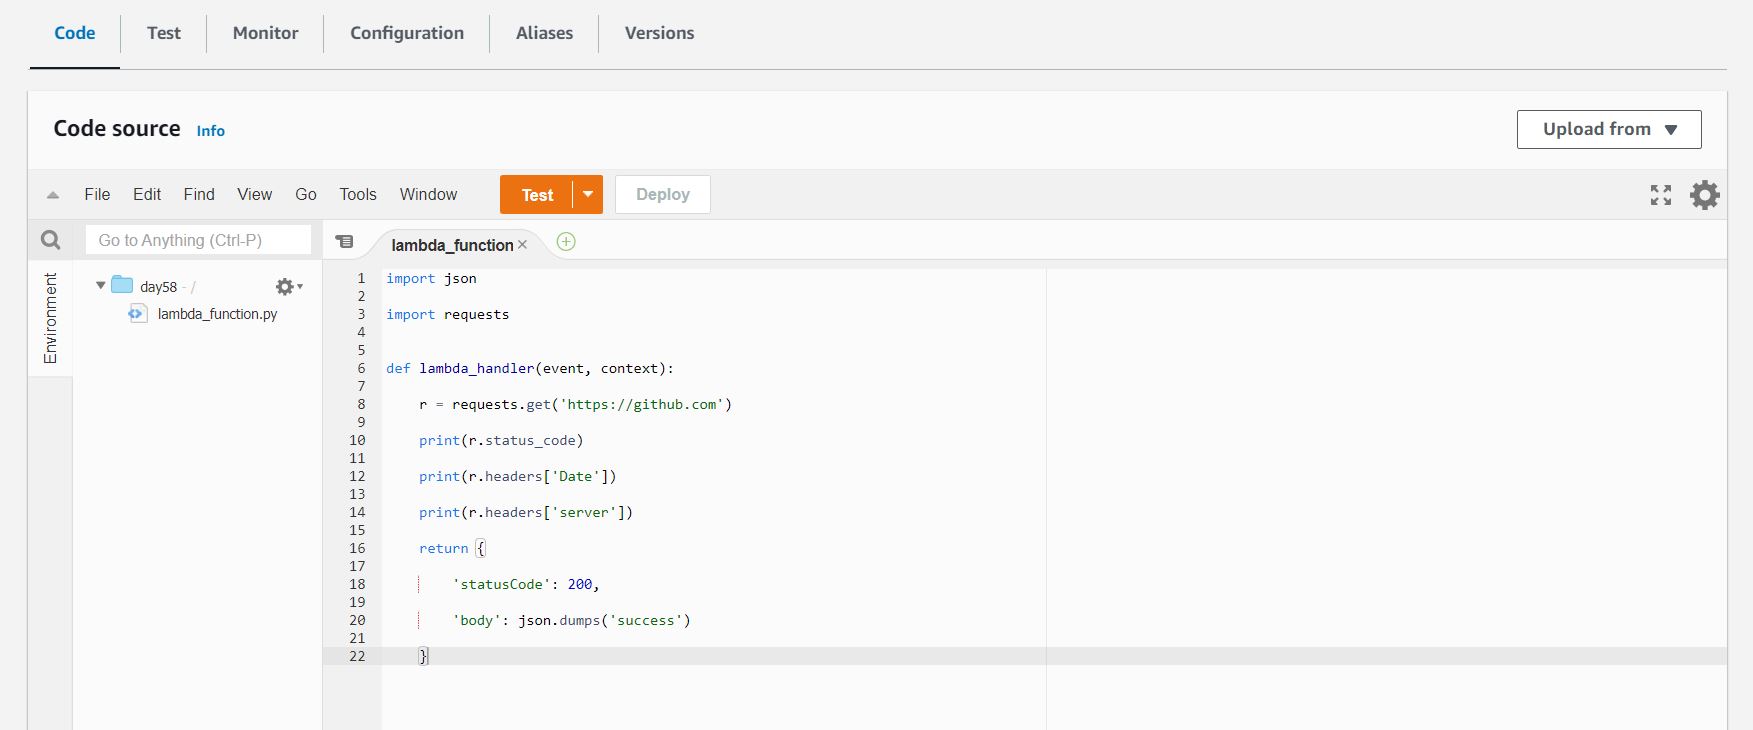 Code Test Monitor Configuration Aliases Versions
Code source Info
Upload from
File Edit Find View Go Tools Window Test Deploy
Go to Anything (Ctrl-P)
lambda_function
Environment
day58 - /
lambda_function.py
1 import json
2
3 import requests
4
5
6 def lambda_handler(event, context):
7
8 r = requests.get('https://github.com')
9
10 print(r.status_code)
11
12 print(r.headers['Date'])
13
14 print(r.headers['server'])
15
16 return {
17
18 'statusCode': 200,
19
20 'body': json.dumps('success')
21
22 }